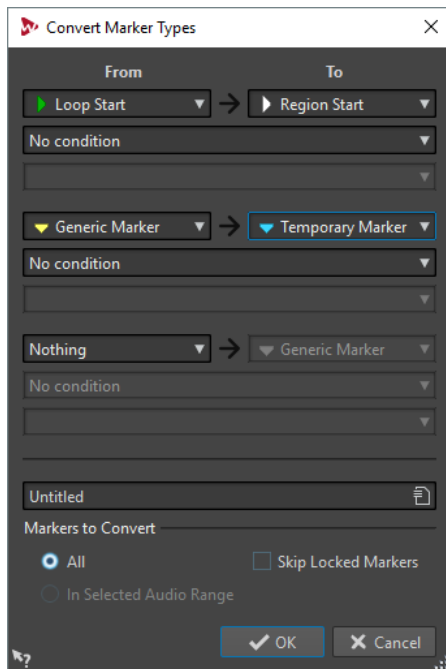 Convert Marker Types
From To
Loop Start Region Start
No condition
Generic Marker Temporary Marker
No condition
Nothing Generic Marker
No condition
Untitled
Markers to Convert
All Skip Locked Markers
In Selected Audio Range
OK Cancel
?